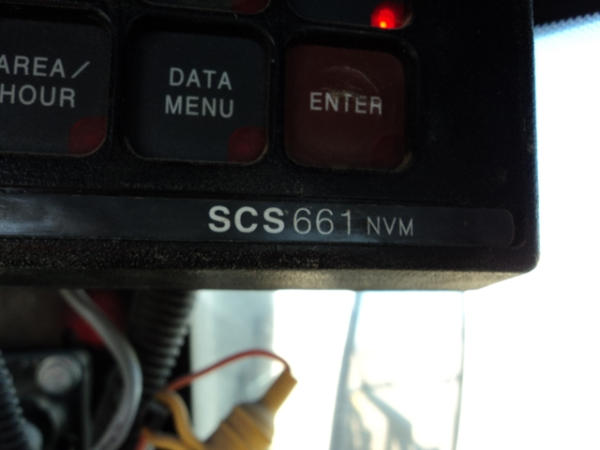 AREA/
HOUR
DATA
MENU
ENTER
SCS 661 NVM